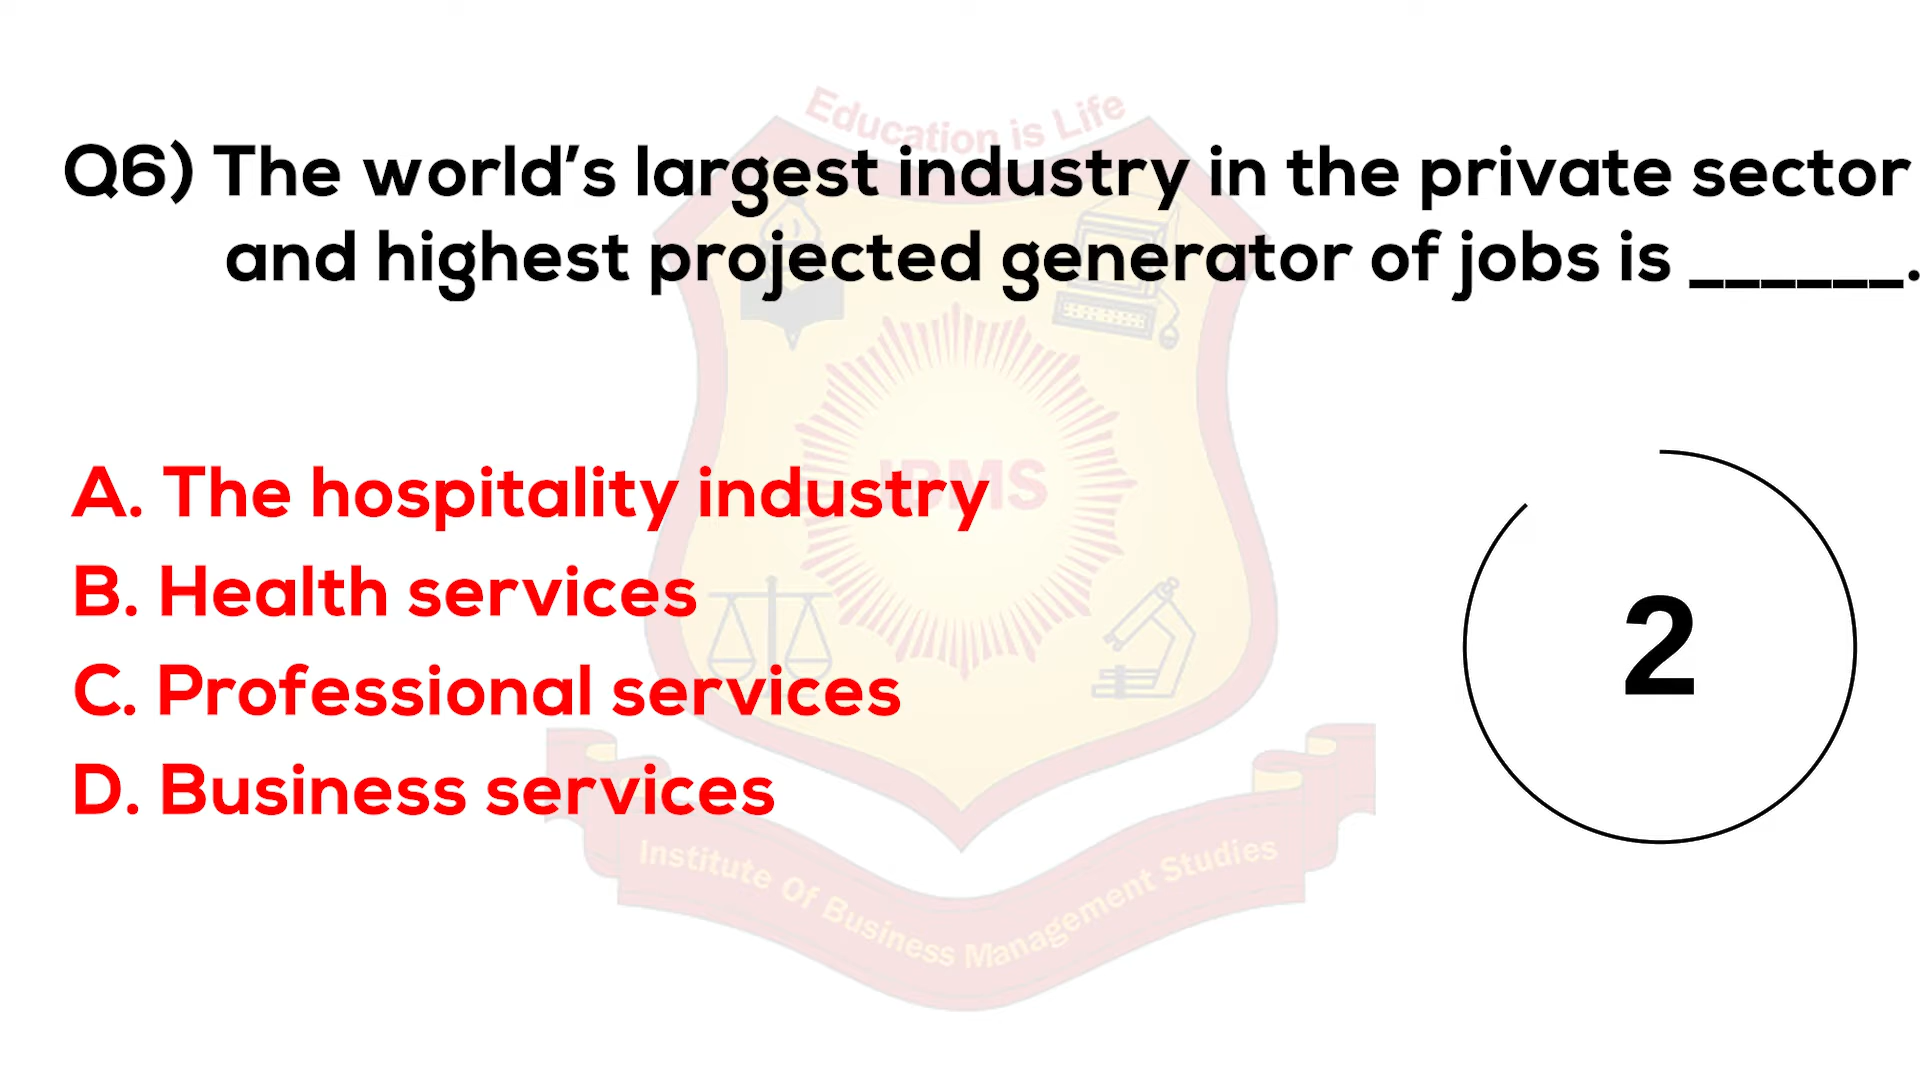 Education is Life
Q6) The world’s largest industry in the private sector
and highest projected generator of jobs is ______.
IBMS
A. The hospitality industry
B. Health services
C. Professional services
D. Business services
2
Institute Of Business Management Studies